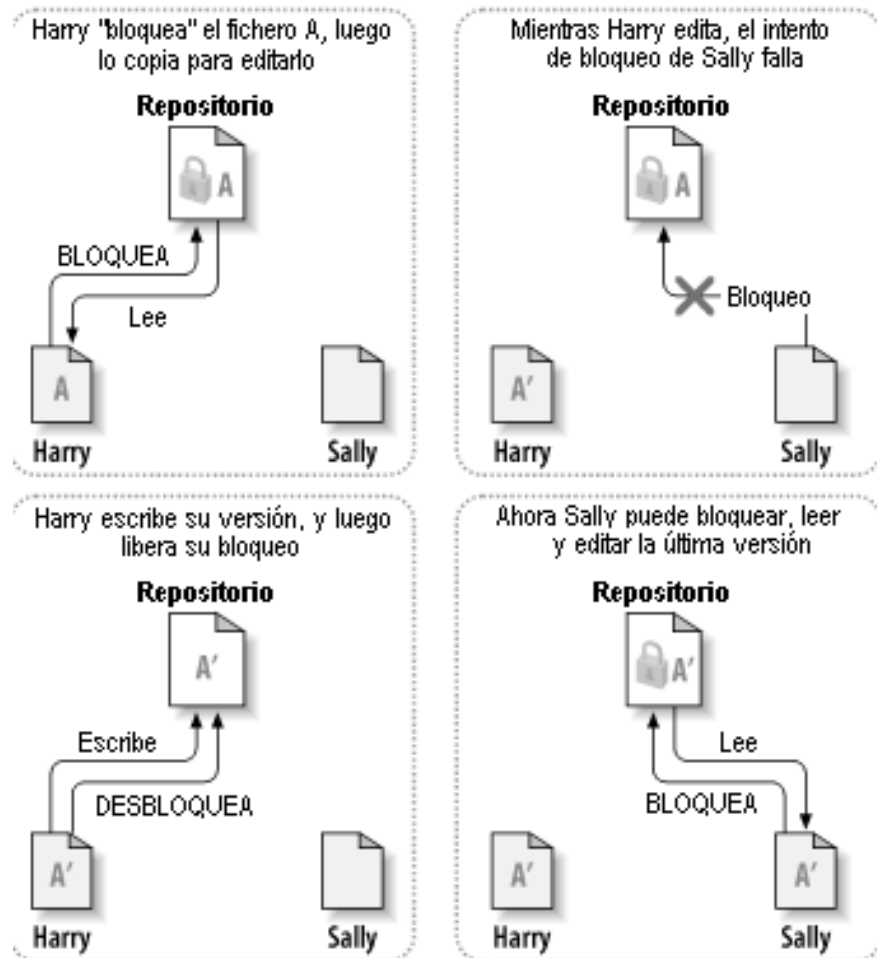 Harry "bloquea" el fichero A, luego
lo copia para editarlo
Repositorio
A
BLOQUEA
Lee
A
Harry
Sally
Mientras Harry edita, el intento
de bloqueo de Sally falla
Repositorio
A
Bloqueo
A′
Harry
Sally
Harry escribe su versión, y luego
libera su bloqueo
Repositorio
A′
Escribe
DESBLOQUEA
A′
Harry
Sally
Ahora Sally puede bloquear, leer
y editar la última versión
Repositorio
A′
Lee
BLOQUEA
A′
Harry
A′
Sally